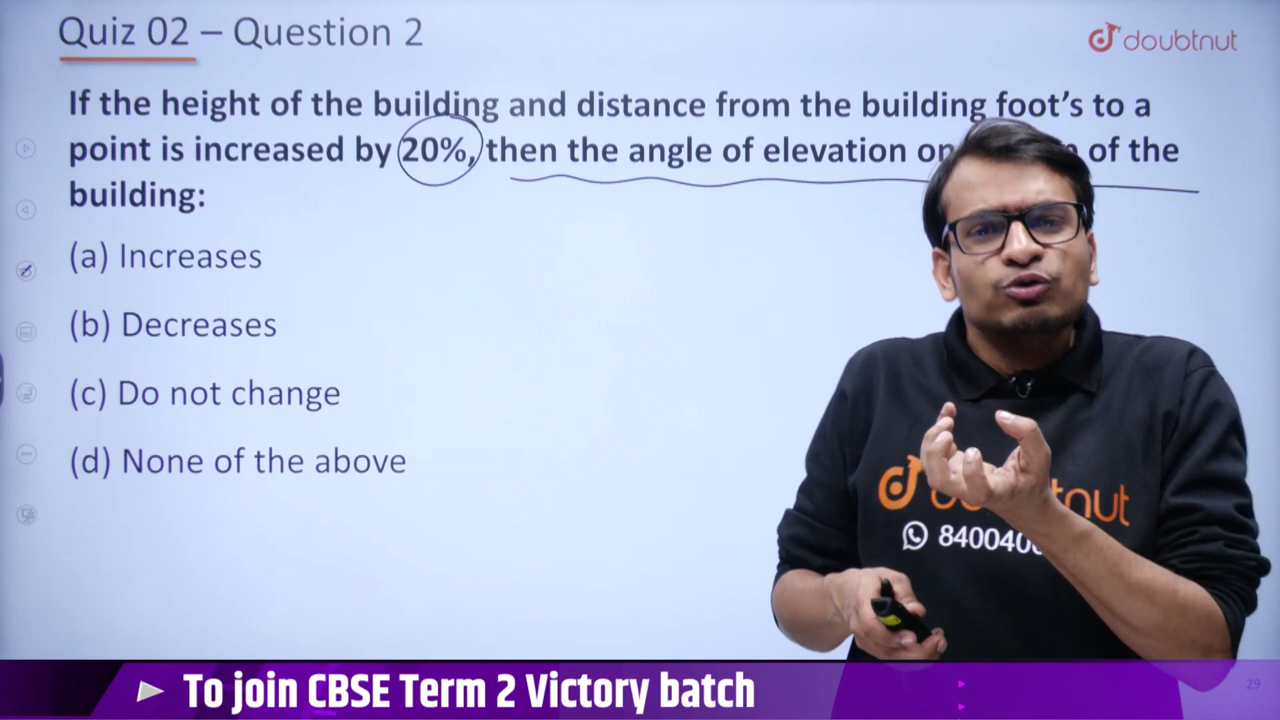 Quiz 02 – Question 2
doubtnut
If the height of the building and distance from the building foot's to a
point is increased by 20%, then the angle of elevation on of the
building:
(a) Increases
(b) Decreases
(c) Do not change
(d) None of the above
840040
To join CBSE Term 2 Victory batch
29